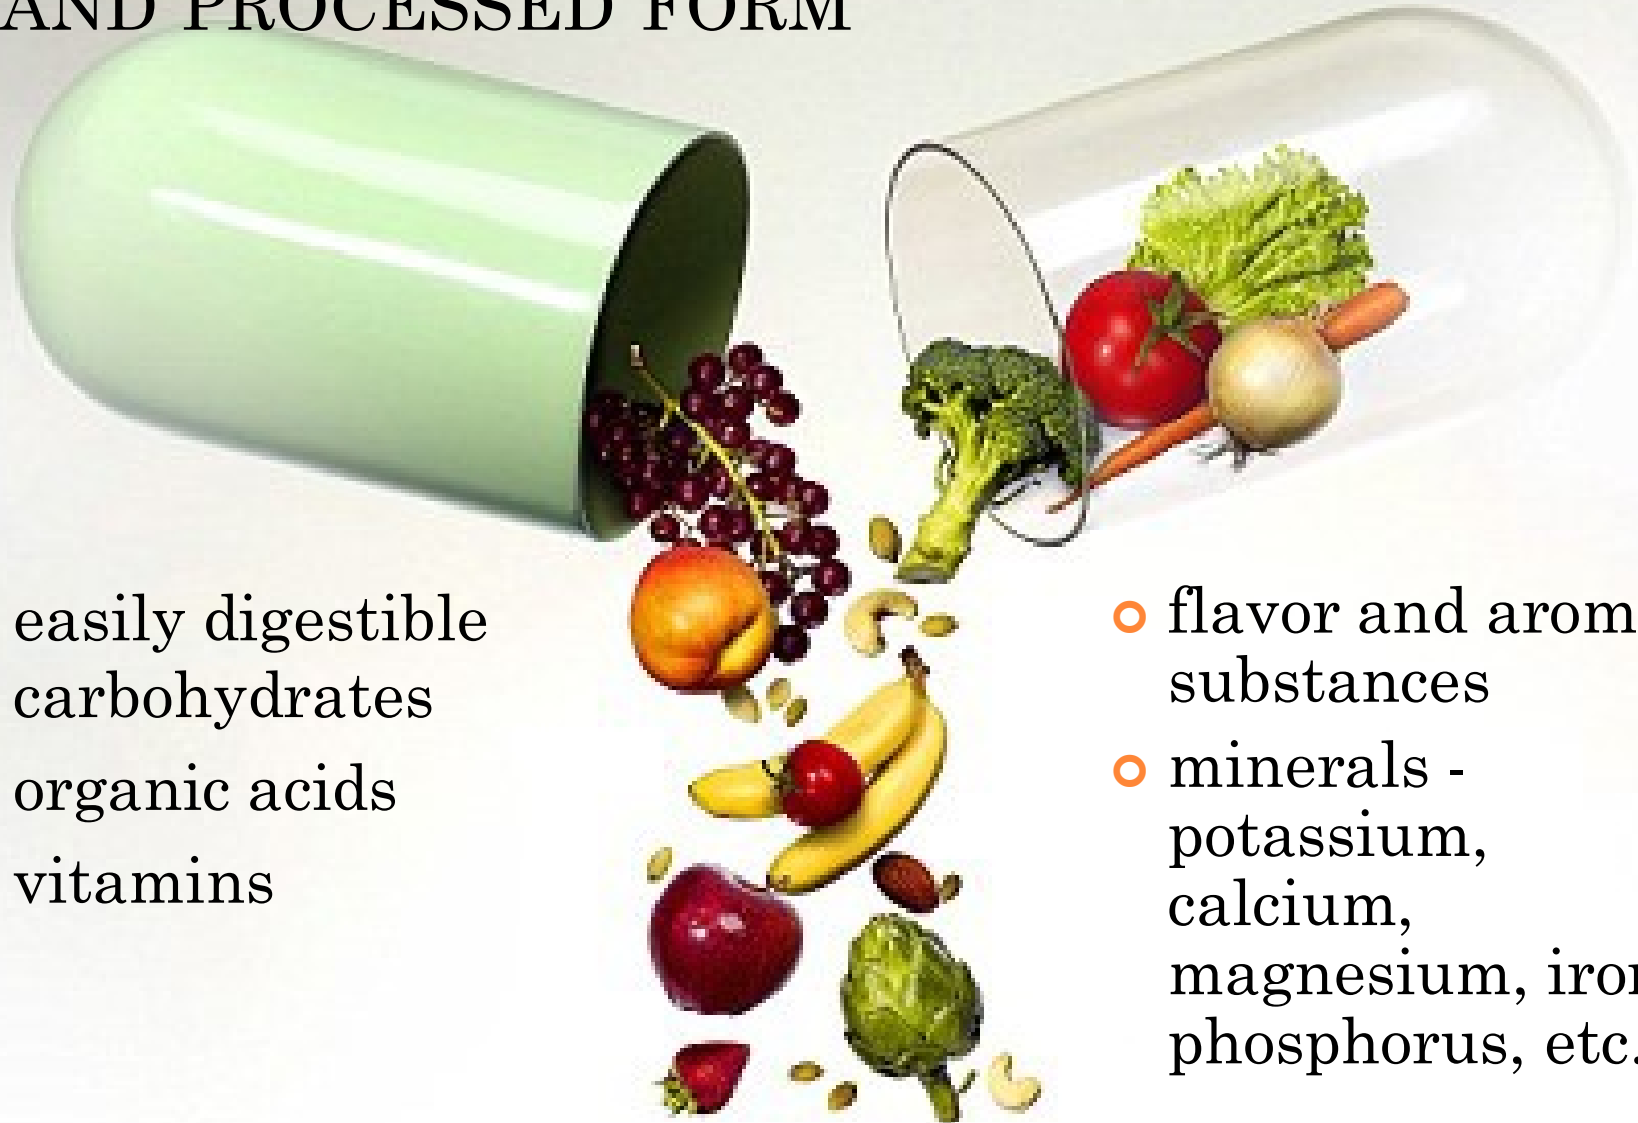 AND PROCESSED FORM
easily digestible
carbohydrates
organic acids
vitamins
flavor and arom
substances
minerals -
potassium,
calcium,
magnesium, iron
phosphorus, etc.